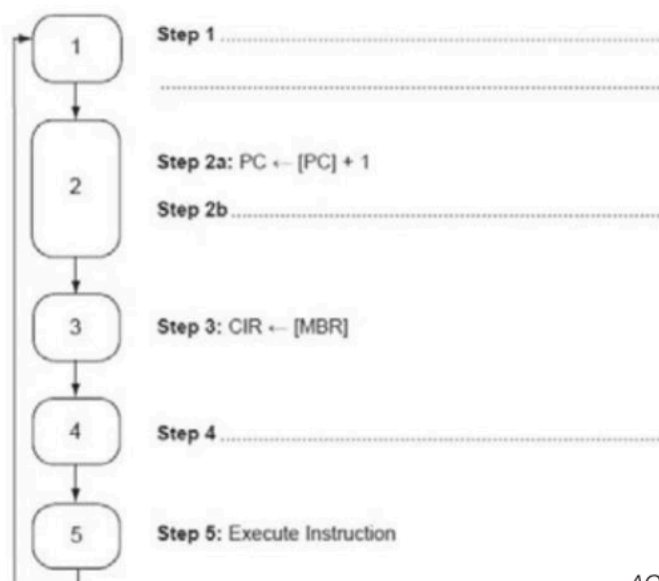 1
Step 1
2
Step 2a: PC ← [PC] + 1
Step 2b
3
Step 3: CIR ← [MBR]
4
Step 4
5
Step 5: Execute Instruction